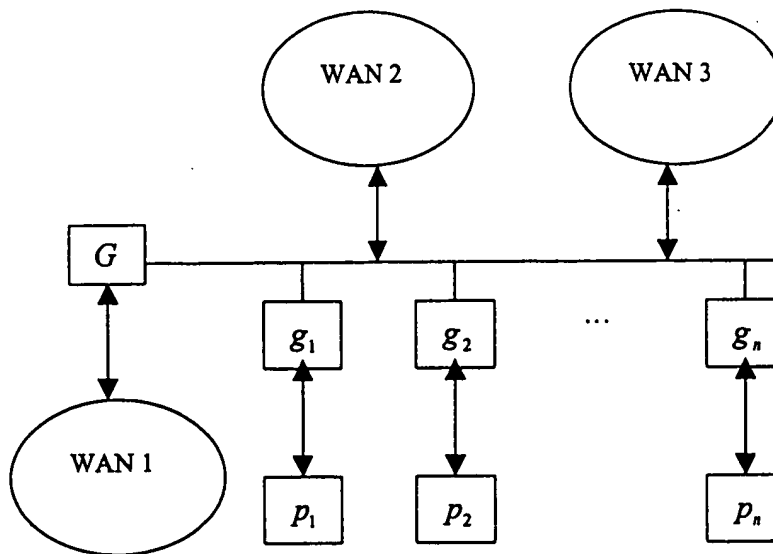 WAN 2
WAN 3
G
g₁
g₂
...
gₙ
WAN 1
p₁
p₂
pₙ